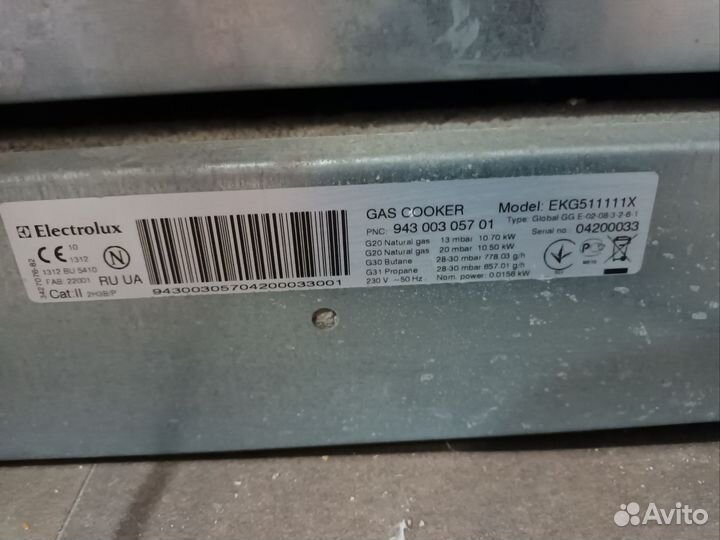 Electrolux
CE 10
1312
1312 BU 5410
FAB: 22001 RU UA
Cat:II 2H3B/P
3427076-82
N
94300305704200033001
GAS COOKER Model: EKG511111X
PNC: 943 003 057 01 Type: Global GG E-02-08-3-2-6-1
G20 Natural gas 13 mbar 10.70 kW Serial no: 04200033
G20 Natural gas 20 mbar 10.50 kW
G30 Butane 28-30 mbar 778.03 g/h
G31 Propane 28-30 mbar 657.01 g/h
230 V ~50 Hz Nom. power: 0.0156 kW
Avito